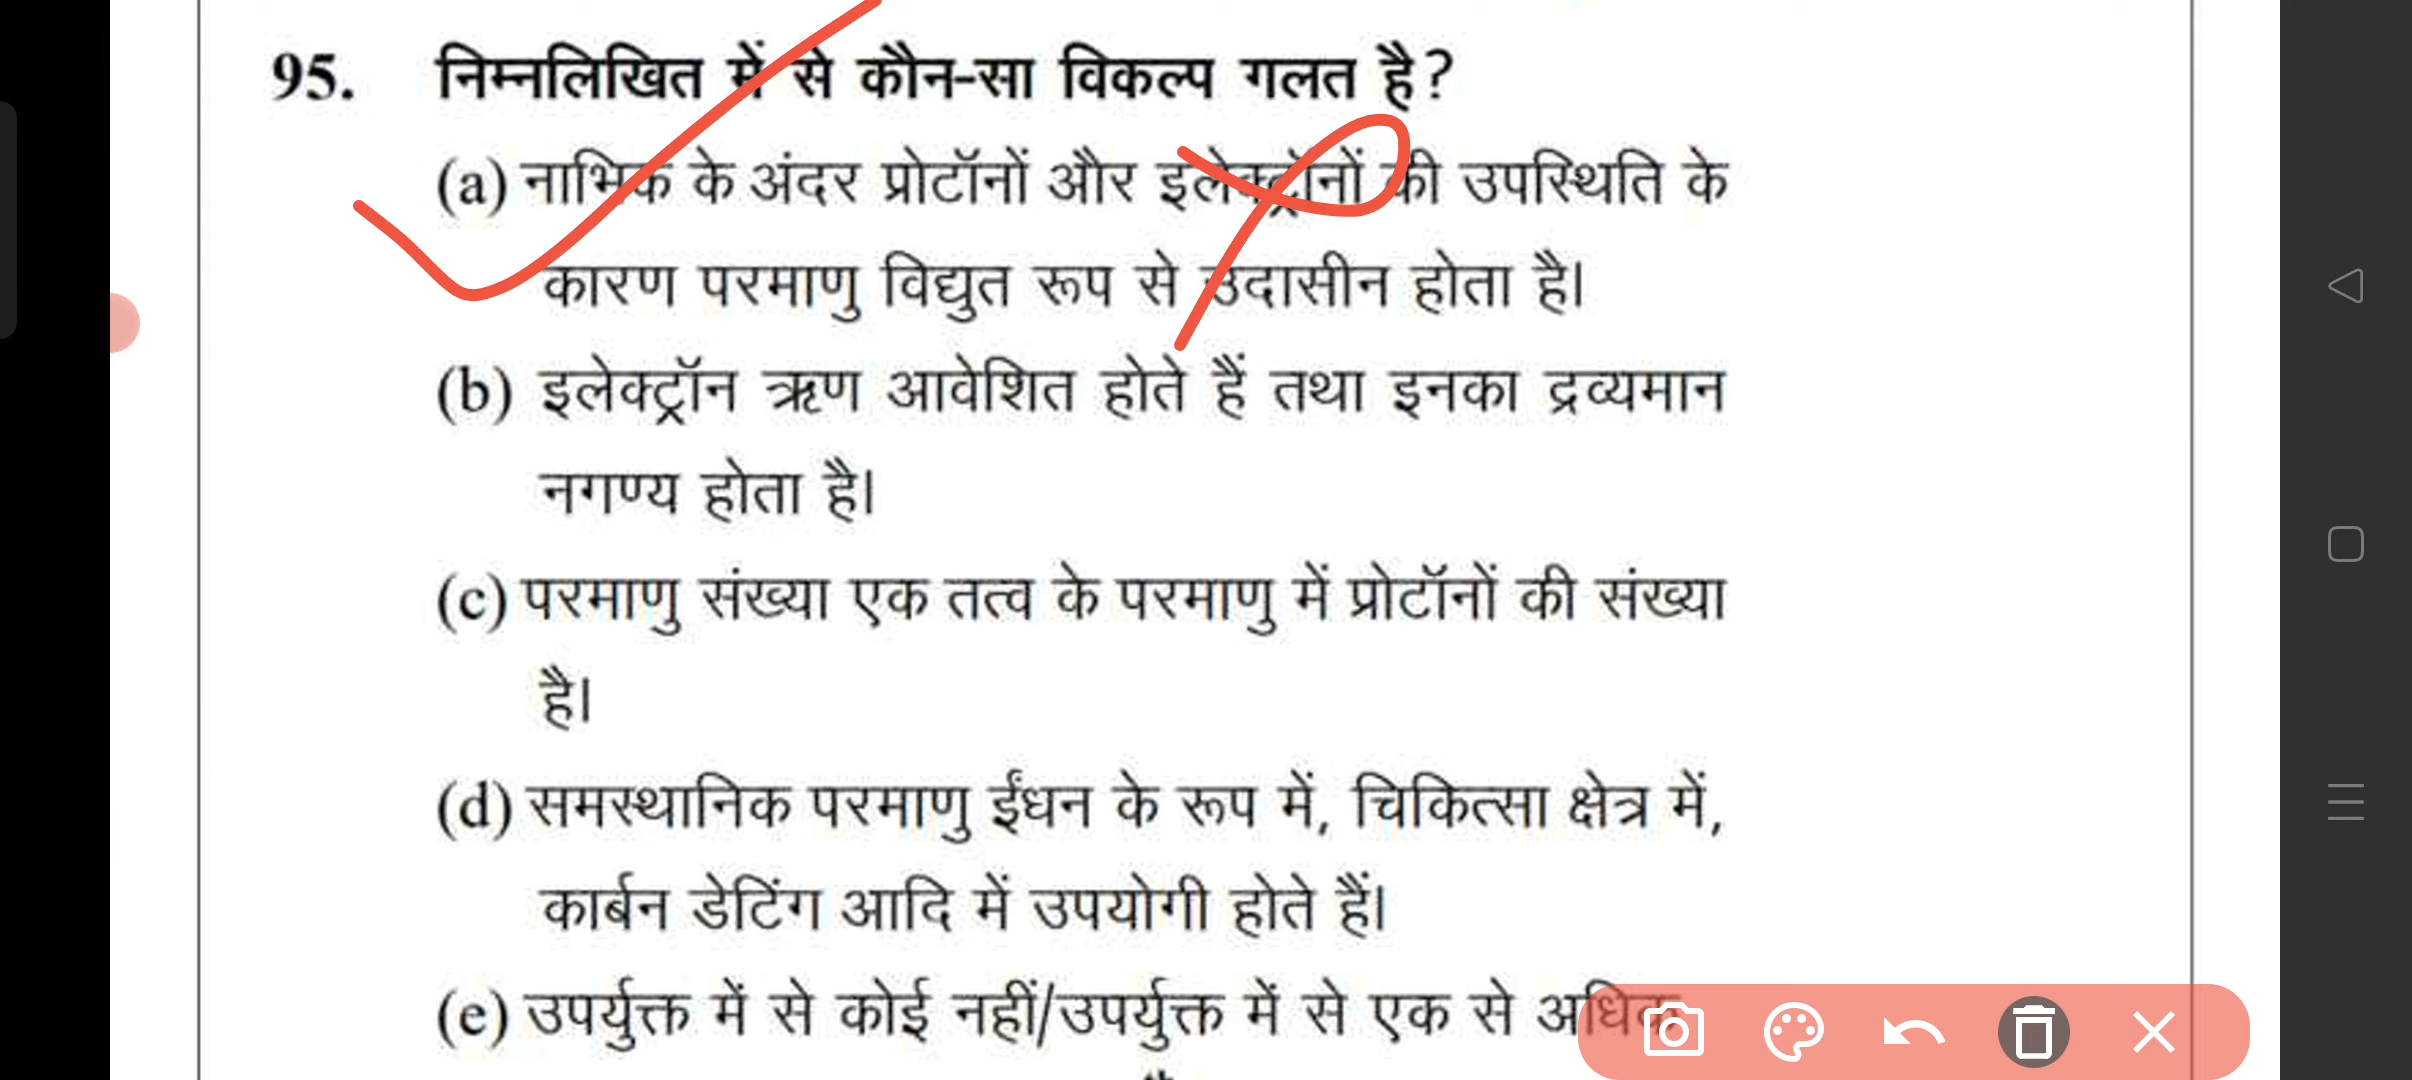 95. निम्नलिखित में से कौन-सा विकल्प गलत है?
(a) नाभिक के अंदर प्रोटॉनों और इलेक्ट्रॉनों की उपस्थिति के
कारण परमाणु विद्युत रूप से उदासीन होता है।
(b) इलेक्ट्रॉन ऋण आवेशित होते हैं तथा इनका द्रव्यमान
नगण्य होता है।
(c) परमाणु संख्या एक तत्व के परमाणु में प्रोटॉनों की संख्या
है।
(d) समस्थानिक परमाणु ईंधन के रूप में, चिकित्सा क्षेत्र में,
कार्बन डेटिंग आदि में उपयोगी होते हैं।
(e) उपर्युक्त में से कोई नहीं/उपर्युक्त में से एक से अधिक